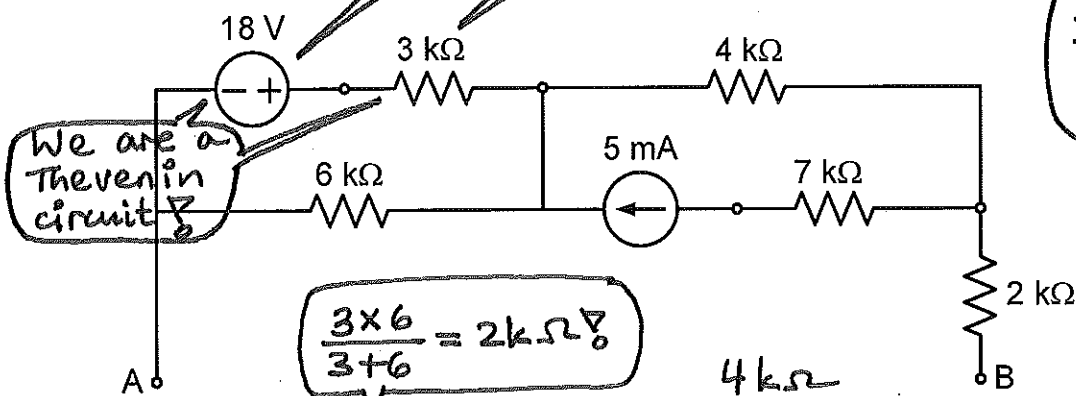 18 V
3 kΩ
4 kΩ
− +
We are a
Thevenin
circuit!
6 kΩ
5 mA
7 kΩ
2 kΩ
3×6
3+6
= 2kΩ!
4kΩ
A
B